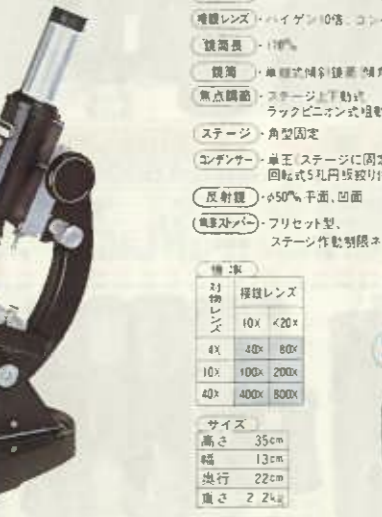 接眼レンズ・ハイゲン10倍、コン
鏡筒長・170%
鏡筒・単眼式傾斜鏡筒
焦点調節・ステージ上下動式
ラックピニオン式粗動
ステージ・角型固定
コンデンサー・単玉(ステージに固定
回転式5孔円板絞り付
反射鏡・φ50%平面、凹面
焦準ストッパー・プリセット型、
ステージ作動制限ネ
標準
対物レンズ 接眼レンズ
10× <20×
4× 40× 80×
10× 100× 200×
40× 400× 800×
サイズ
高さ 35cm
幅 13cm
奥行 22cm
重さ 2.2kg